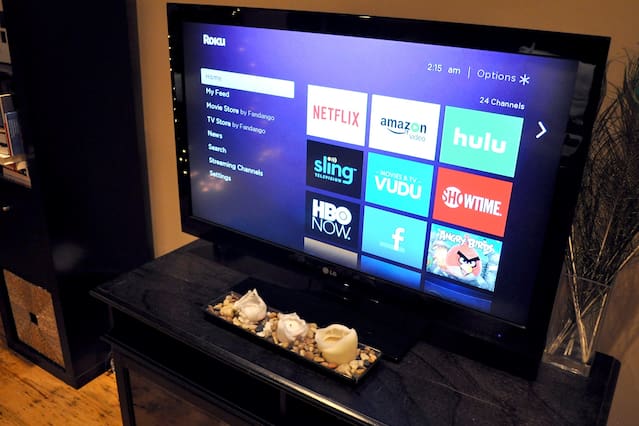 Roku
2:15 am | Options
24 Channels
Home
My Feed
Movie Store by Fandango
TV Store by Fandango
News
Search
Streaming Channels
Settings
NETFLIX
amazon
video
hulu
sling
TELEVISION
MOVIES & TV
VUDU
SHOWTIME.
HBO
NOW.
f
ANGRY BIRDS
LG